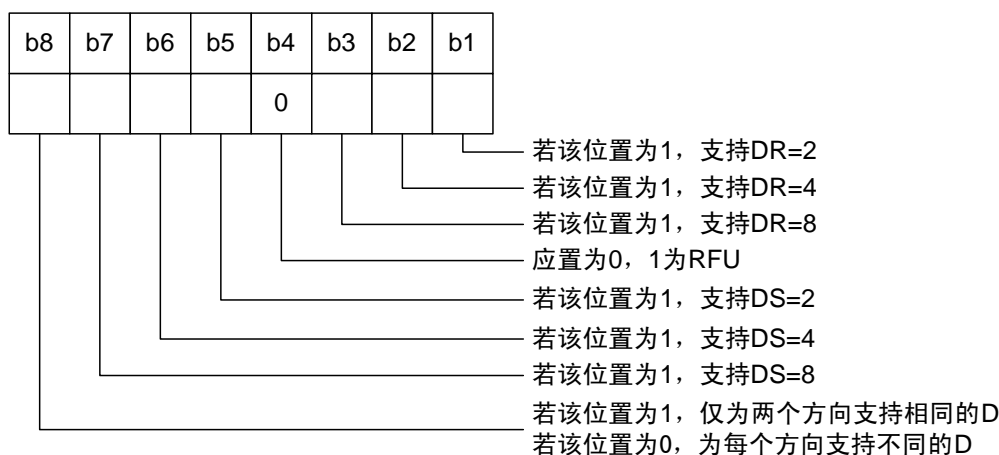 b8 b7 b6 b5 b4 b3 b2 b1
0
若该位置为1，支持DR=2
若该位置为1，支持DR=4
若该位置为1，支持DR=8
应置为0，1为RFU
若该位置为1，支持DS=2
若该位置为1，支持DS=4
若该位置为1，支持DS=8
若该位置为1，仅为两个方向支持相同的D
若该位置为0，为每个方向支持不同的D